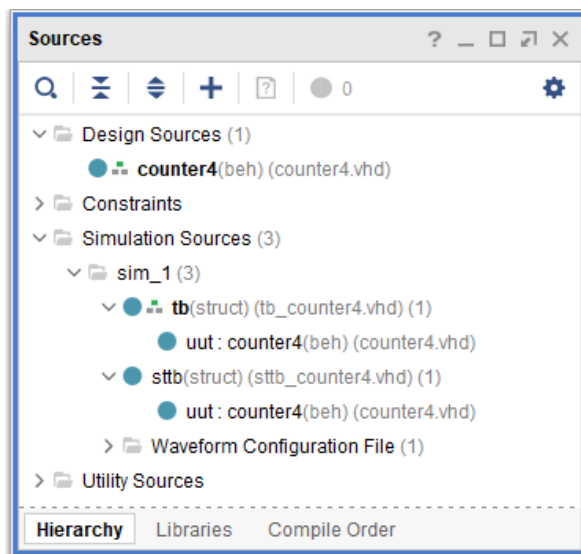 Sources ? _ X
0
Design Sources (1)
counter4(beh) (counter4.vhd)
Constraints
Simulation Sources (3)
sim_1 (3)
tb(struct) (tb_counter4.vhd) (1)
uut : counter4(beh) (counter4.vhd)
sttb(struct) (sttb_counter4.vhd) (1)
uut : counter4(beh) (counter4.vhd)
Waveform Configuration File (1)
Utility Sources
Hierarchy Libraries Compile Order